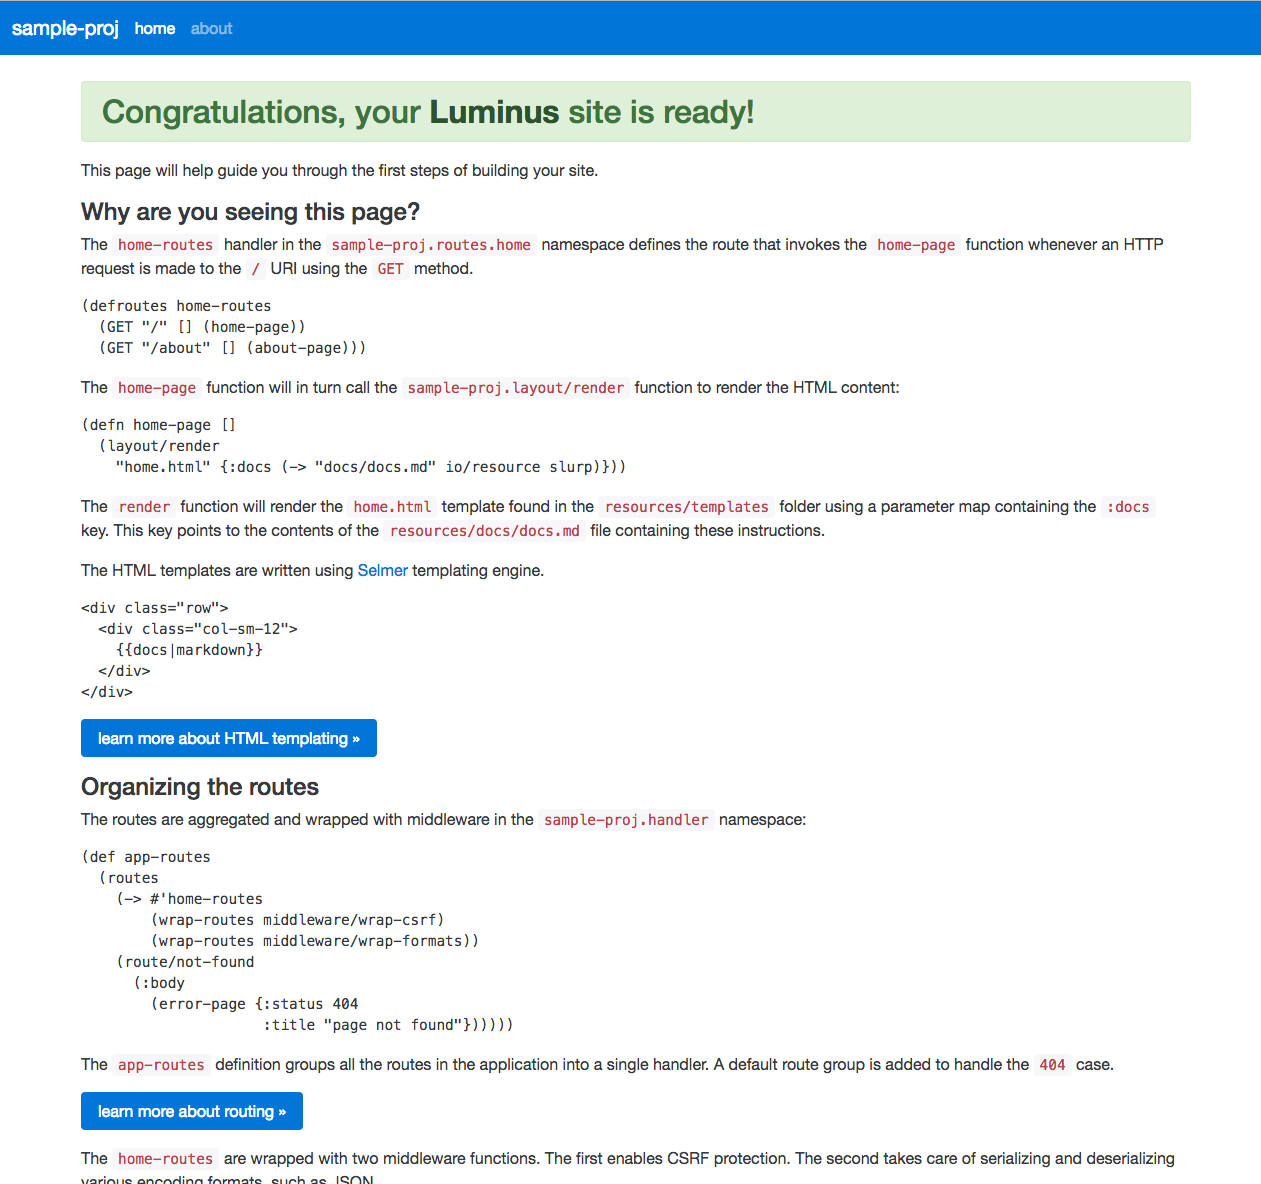 sample-proj home about
Congratulations, your Luminus site is ready!
This page will help guide you through the first steps of building your site.
Why are you seeing this page?
The home-routes handler in the sample-proj.routes.home namespace defines the route that invokes the home-page function whenever an HTTP
request is made to the / URI using the GET method.
(defroutes home-routes
  (GET "/" [] (home-page))
  (GET "/about" [] (about-page)))
The home-page function will in turn call the sample-proj.layout/render function to render the HTML content:
(defn home-page []
  (layout/render
    "home.html" {:docs (-> "docs/docs.md" io/resource slurp)}))
The render function will render the home.html template found in the resources/templates folder using a parameter map containing the :docs
key. This key points to the contents of the resources/docs/docs.md file containing these instructions.
The HTML templates are written using Selmer templating engine.
<div class="row">
  <div class="col-sm-12">
    {{docs|markdown}}
  </div>
</div>
learn more about HTML templating »
Organizing the routes
The routes are aggregated and wrapped with middleware in the sample-proj.handler namespace:
(def app-routes
  (routes
    (-> #'home-routes
        (wrap-routes middleware/wrap-csrf)
        (wrap-routes middleware/wrap-formats))
    (route/not-found
      (:body
        (error-page {:status 404
                     :title "page not found"})))))
The app-routes definition groups all the routes in the application into a single handler. A default route group is added to handle the 404 case.
learn more about routing »
The home-routes are wrapped with two middleware functions. The first enables CSRF protection. The second takes care of serializing and deserializing
various encoding formats, such as JSON.